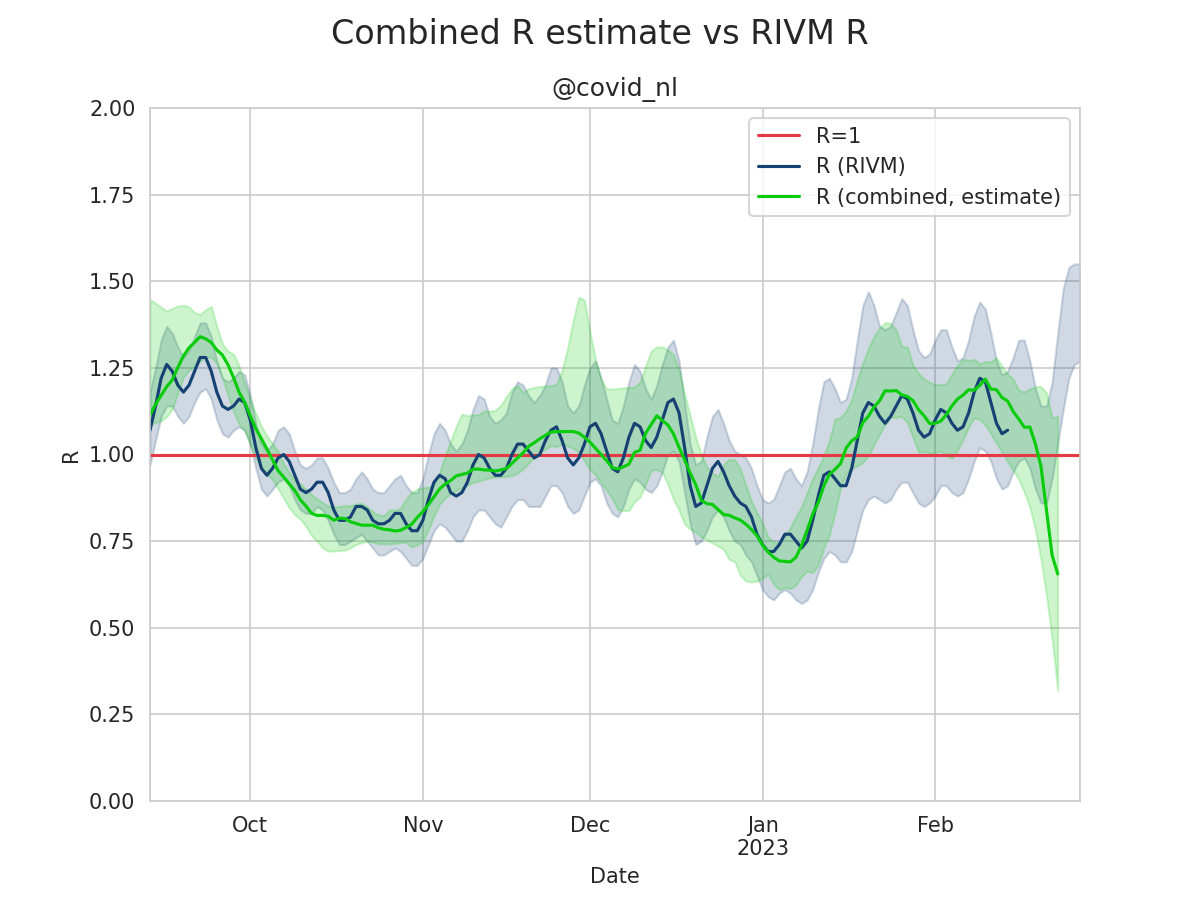 Combined R estimate vs RIVM R
@covid_nl
2.00
1.75
1.50
1.25
1.00
0.75
0.50
0.25
0.00
R
R=1
R (RIVM)
R (combined, estimate)
Oct
Nov
Dec
Jan
2023
Feb
Date